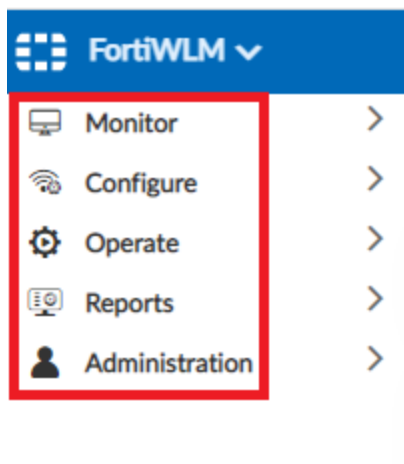 FortiWLM
Monitor
Configure
Operate
Reports
Administration